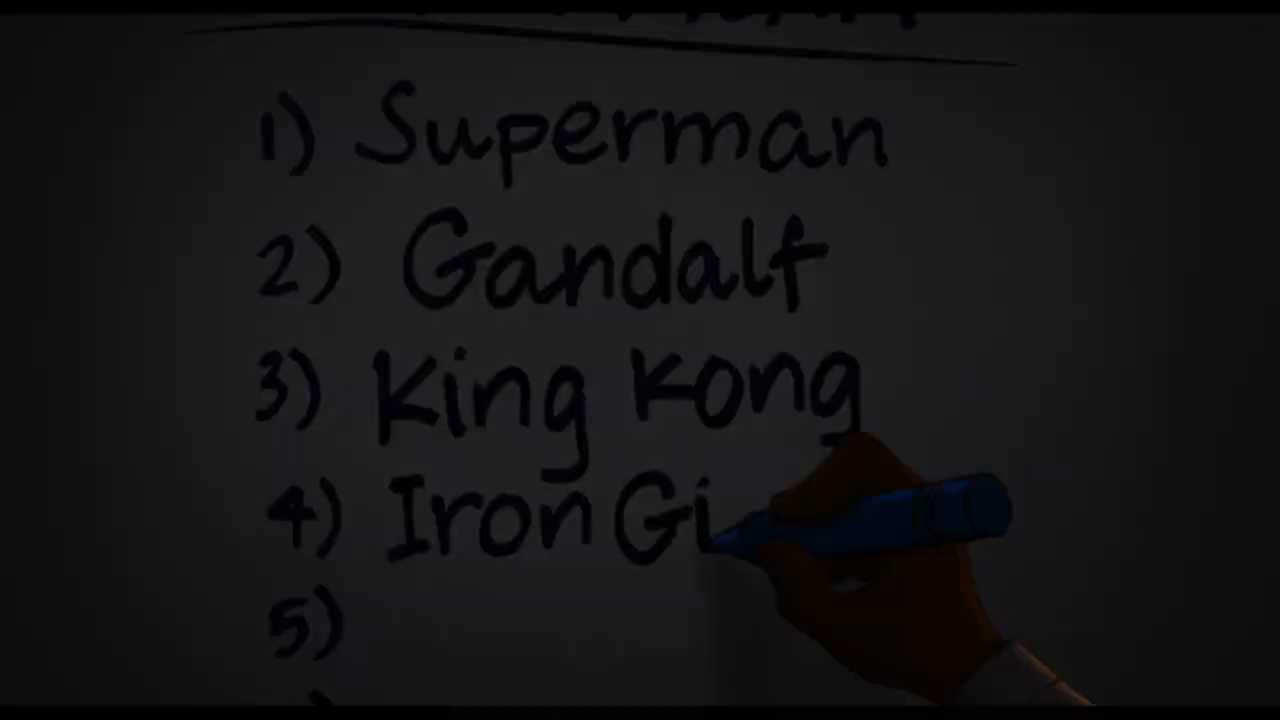 1) Superman
2) Gandalf
3) King Kong
4) Iron Gi
5)